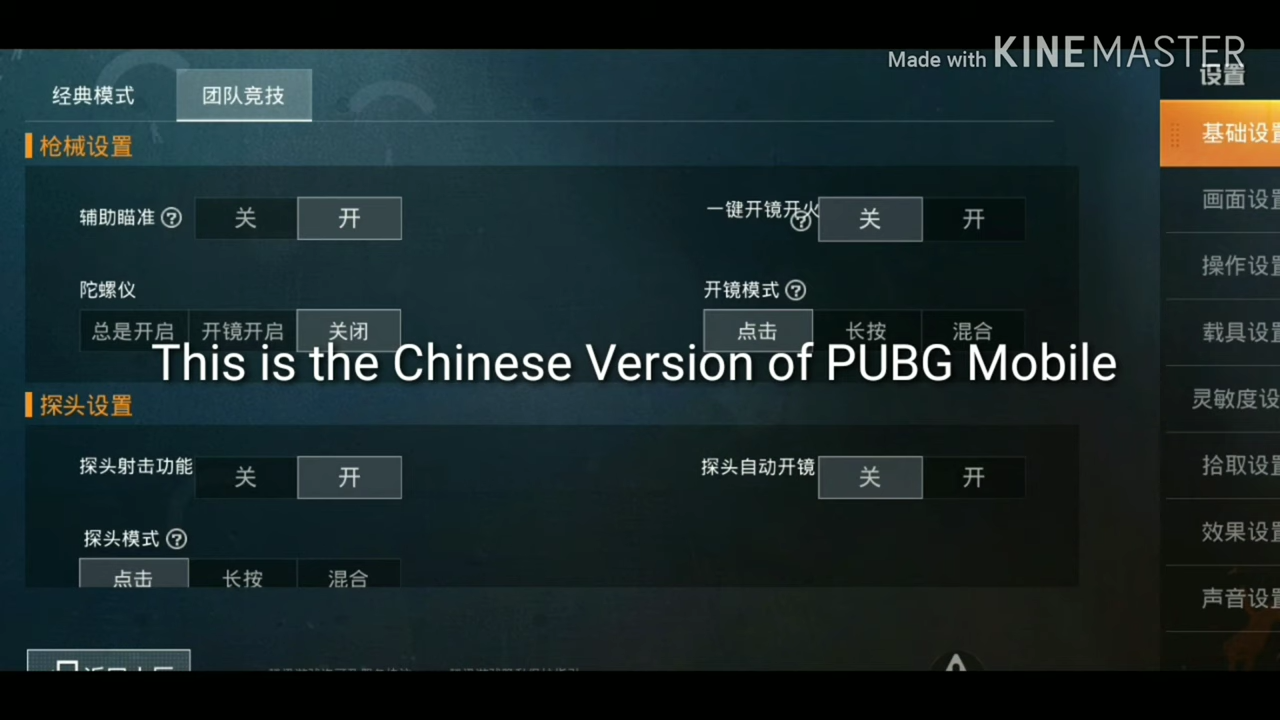 Made with KINEMASTER
设置
经典模式 团队竞技
基础设置
枪械设置
画面设置
辅助瞄准 ? 关 开 一键开镜开火 ? 关 开
操作设置
陀螺仪 开镜模式 ?
总是开启 开镜开启 关闭 点击 长按 混合
载具设置
This is the Chinese Version of PUBG Mobile
探头设置
灵敏度设
探头射击功能 关 开 探头自动开镜 关 开
拾取设置
探头模式 ?
效果设置
点击 长按 混合
声音设置